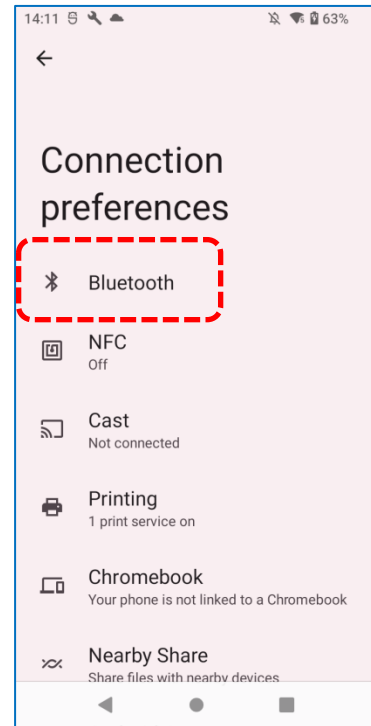 14:11 63%
Connection
preferences
Bluetooth
NFC
Off
Cast
Not connected
Printing
1 print service on
Chromebook
Your phone is not linked to a Chromebook
Nearby Share
Share files with nearby devices